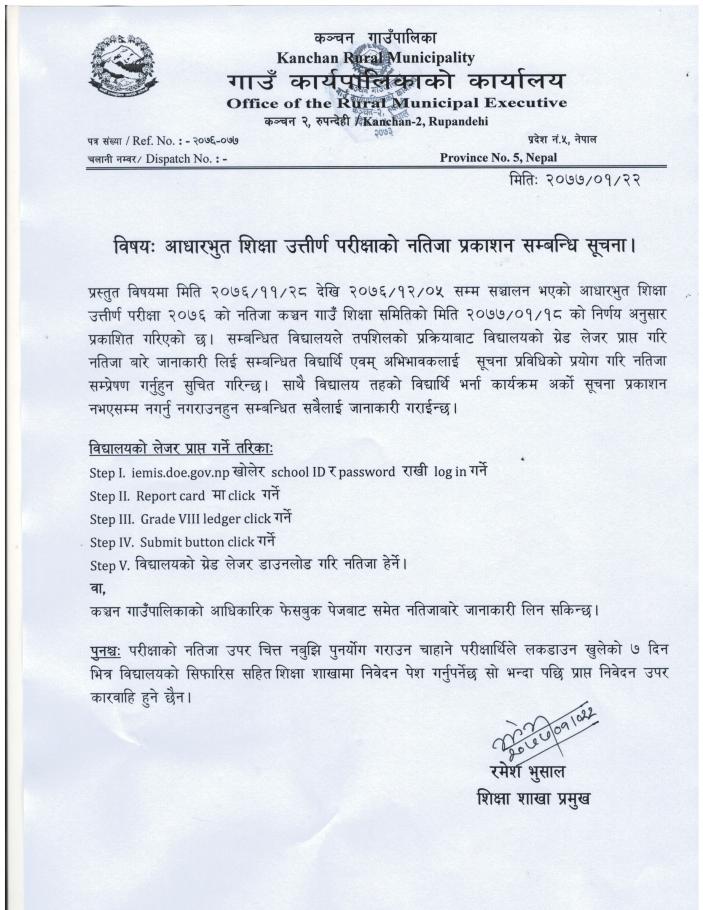 कञ्चन गाउँपालिका
Kanchan Rural Municipality
गाउँ कार्यपालिकाको कार्यालय
Office of the Rural Municipal Executive
कञ्चन २, रुपन्देही / Kanchan-2, Rupandehi
२०७३
पत्र संख्या / Ref. No. : - २०७६-०७७
प्रदेश नं.५, नेपाल
चलानी नम्बर/ Dispatch No. : -
Province No. 5, Nepal
मितिः २०७७/०१/२२
विषयः आधारभुत शिक्षा उत्तीर्ण परीक्षाको नतिजा प्रकाशन सम्बन्धि सूचना।
प्रस्तुत विषयमा मिति २०७६/११/२८ देखि २०७६/१२/०५ सम्म सञ्चालन भएको आधारभुत शिक्षा
उत्तीर्ण परीक्षा २०७६ को नतिजा कञ्चन गाउँ शिक्षा समितिको मिति २०७७/०१/१८ को निर्णय अनुसार
प्रकाशित गरिएको छ। सम्बन्धित विद्यालयले तपशिलको प्रक्रियाबाट विद्यालयको ग्रेड लेजर प्राप्त गरि
नतिजा बारे जानाकारी लिई सम्बन्धित विद्यार्थि एवम् अभिभावकलाई सूचना प्रविधिको प्रयोग गरि नतिजा
सम्प्रेषण गर्नुहुन सुचित गरिन्छ। साथै विद्यालय तहको विद्यार्थि भर्ना कार्यक्रम अर्को सूचना प्रकाशन
नभएसम्म नगर्नु नगराउनहुन सम्बन्धित सबैलाई जानाकारी गराईन्छ।
विद्यालयको लेजर प्राप्त गर्ने तरिकाः
Step I. iemis.doe.gov.np खोलेर school ID र password राखी log in गर्ने
Step II. Report card मा click गर्ने
Step III. Grade VIII ledger click गर्ने
Step IV. Submit button click गर्ने
Step V. विद्यालयको ग्रेड लेजर डाउनलोड गरि नतिजा हेर्ने।
वा,
कञ्चन गाउँपालिकाको आधिकारिक फेसबुक पेजबाट समेत नतिजाबारे जानाकारी लिन सकिन्छ।
पुनश्चः परीक्षाको नतिजा उपर चित्त नबुझि पुनर्योग गराउन चाहाने परीक्षार्थिले लकडाउन खुलेको ७ दिन
भित्र विद्यालयको सिफारिस सहित शिक्षा शाखामा निवेदन पेश गर्नुपर्नेछ सो भन्दा पछि प्राप्त निवेदन उपर
कारवाहि हुने छैन।
२०७७/०१/२२
रमेश भुसाल
शिक्षा शाखा प्रमुख